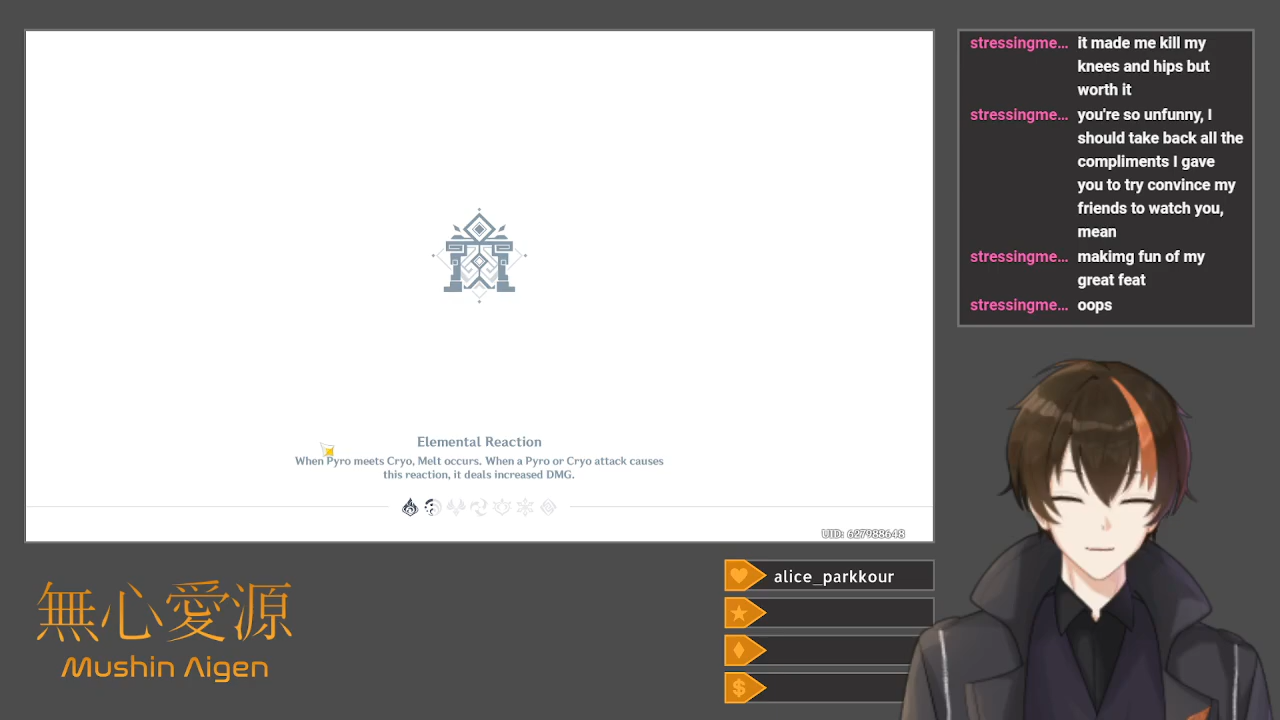 stressingme... it made me kill my
knees and hips but
worth it
stressingme... you're so unfunny, I
should take back all the
compliments I gave
you to try convince my
friends to watch you,
mean
stressingme... makimg fun of my
great feat
stressingme... oops
Elemental Reaction
When Pyro meets Cryo, Melt occurs. When a Pyro or Cryo attack causes
this reaction, it deals increased DMG.
UID: 627988648
無心愛源
Mushin Aigen
alice_parkkour
$